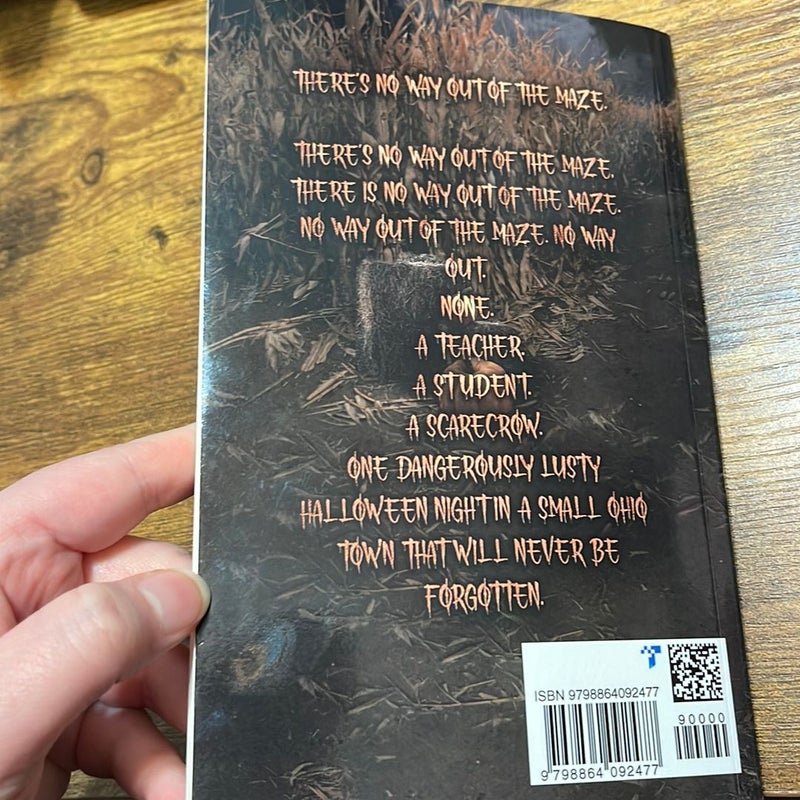 THERE'S NO WAY OUT OF THE MAZE.
THERE'S NO WAY OUT OF THE MAZE.
THERE IS NO WAY OUT OF THE MAZE.
NO WAY OUT OF THE MAZE. NO WAY
OUT.
NONE.
A TEACHER.
A STUDENT.
A SCARECROW.
ONE DANGEROUSLY LUSTY
HALLOWEEN NIGHT IN A SMALL OHIO
TOWN THAT WILL NEVER BE
FORGOTTEN.
ISBN 9798864092477
90000
9 798864 092477